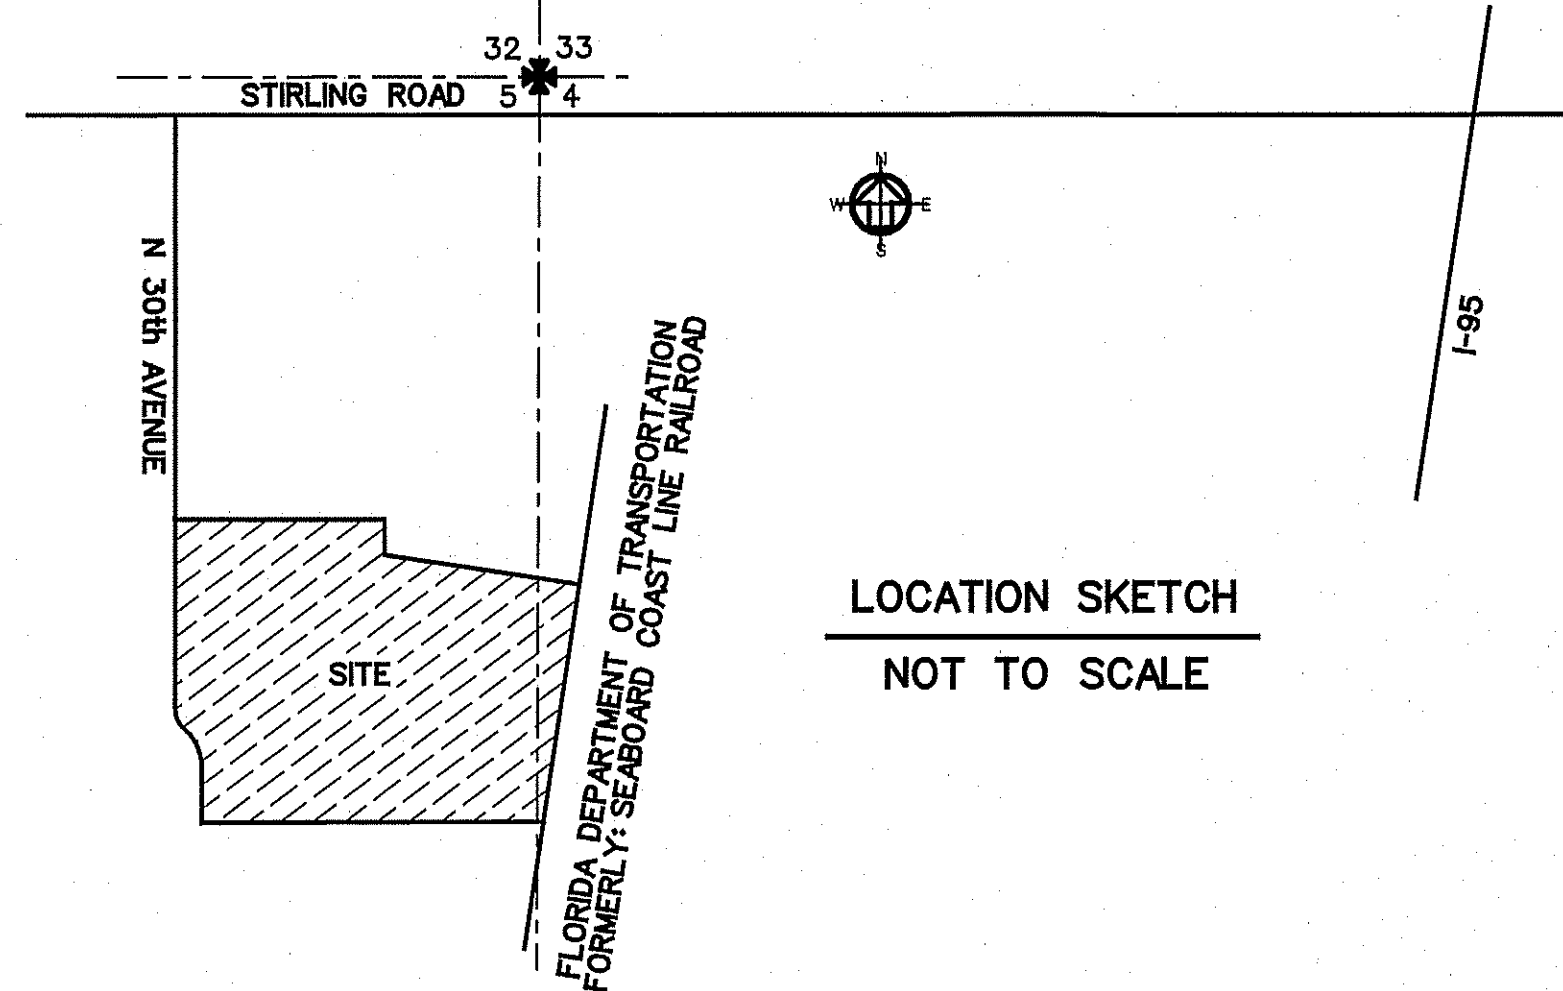 32 33
STIRLING ROAD 5 4
N
W E
S
N 30th AVENUE
I-95
FLORIDA DEPARTMENT OF TRANSPORTATION
FORMERLY: SEABOARD COAST LINE RAILROAD
LOCATION SKETCH
NOT TO SCALE
SITE